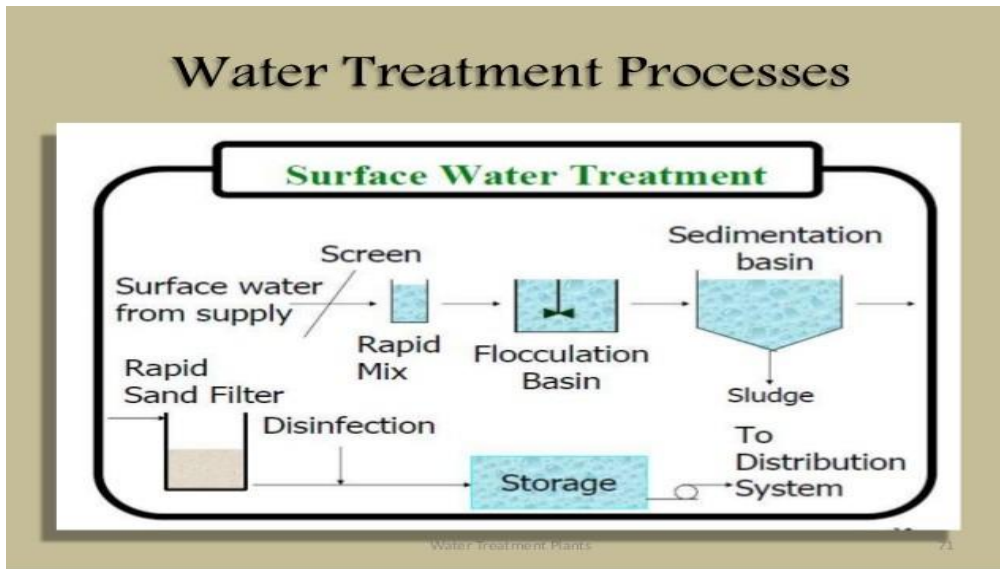 Water Treatment Processes
Surface Water Treatment
Screen
Surface water
from supply
Rapid
Mix
Flocculation
Basin
Sedimentation
basin
Sludge
Rapid
Sand Filter
Disinfection
Storage
To
Distribution
System
Water Treatment Plants
71